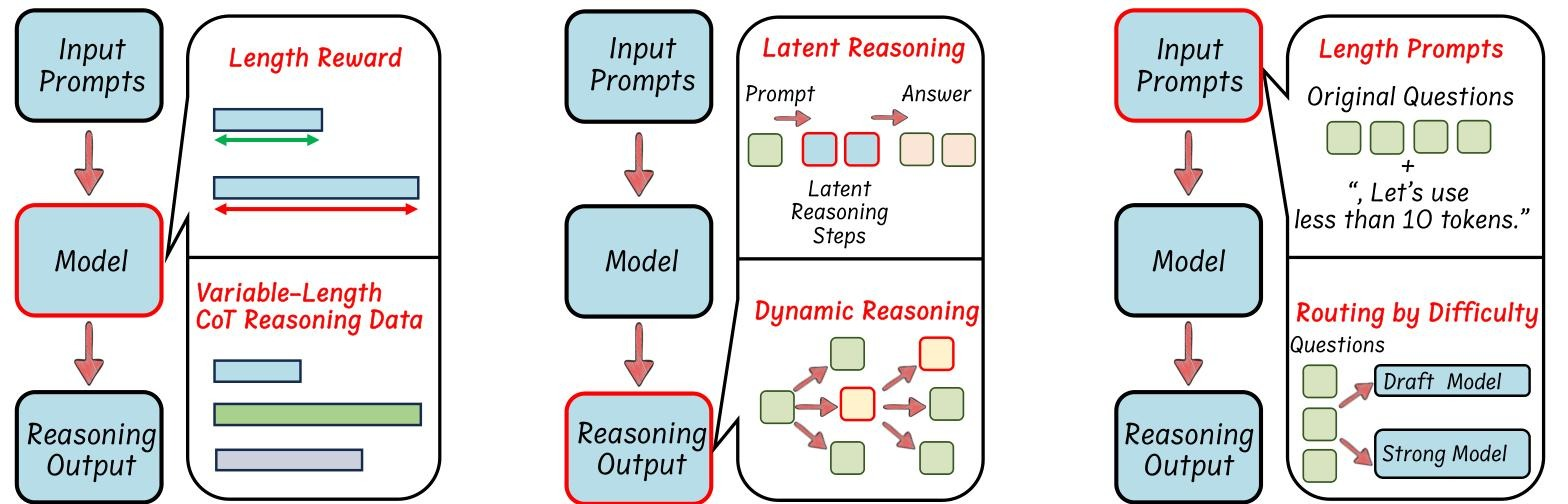 Input
Prompts
Model
Reasoning
Output
Length Reward
Variable-Length
CoT Reasoning Data
Input
Prompts
Model
Reasoning
Output
Latent Reasoning
Prompt
Answer
Latent
Reasoning
Steps
Dynamic Reasoning
Input
Prompts
Model
Reasoning
Output
Length Prompts
Original Questions
+
“, Let’s use
less than 10 tokens.”
Routing by Difficulty
Questions
Draft Model
Strong Model